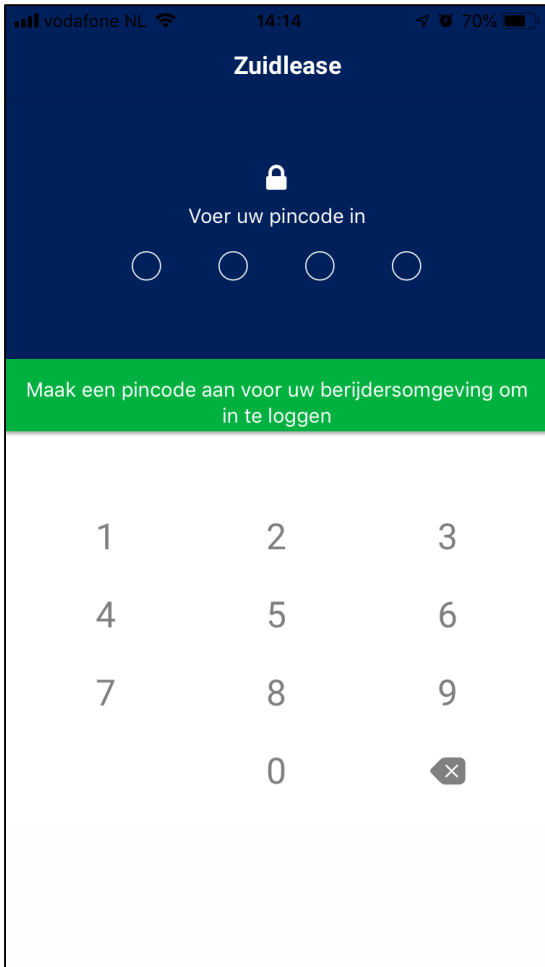 vodafone NL 14:14 70%
Zuidlease
Voer uw pincode in
Maak een pincode aan voor uw berijdersomgeving om
in te loggen
1 2 3
4 5 6
7 8 9
0